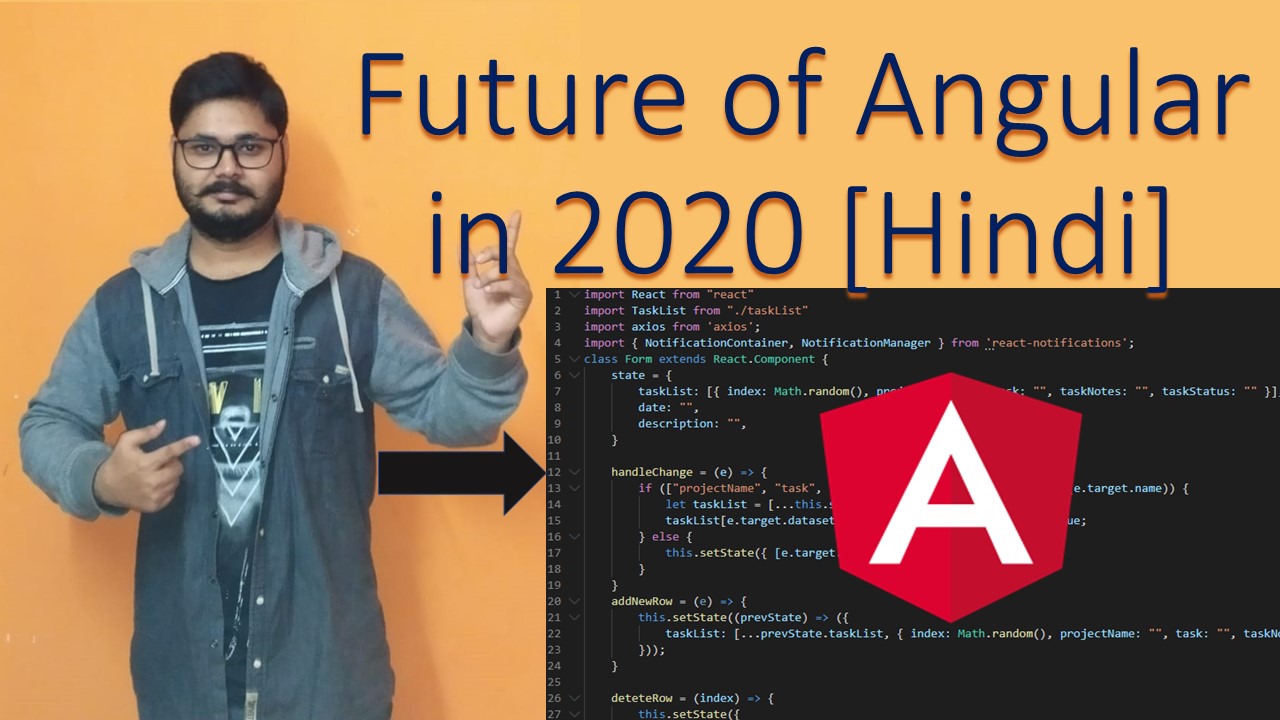 Future of Angular
in 2020 [Hindi]
1 import React from "react"
2 import TaskList from "./taskList"
3 import axios from 'axios';
4 import { NotificationContainer, NotificationManager } from 'react-notifications';
5 class Form extends React.Component {
6 state = {
7 taskList: [{ index: Math.random(), "", taskNotes: "", taskStatus: "" }]
8 date: "",
9 description: "",
10 }
11
12 handleChange = (e) => {
13 if (["projectName", "task", e.target.name)) {
14 let taskList = [...this.
15 taskList[e.target.dataset
16 } else {
17 this.setState({ [e.target.
18 }
19 }
20 addNewRow = (e) => {
21 this.setState((prevState) => ({
22 taskList: [...prevState.taskList, { index: Math.random(), projectName: "", task: "",
23 }));
24 }
25
26 deteteRow = (index) => {
27 this.setState({
A